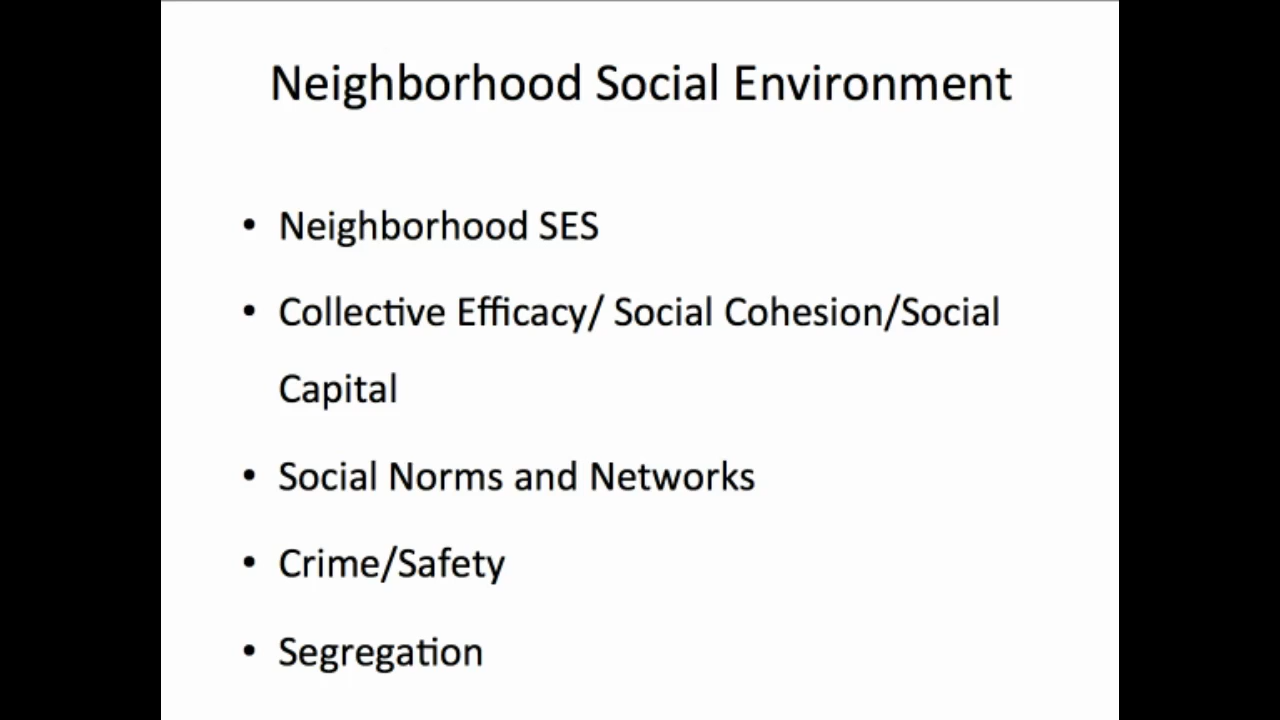 Neighborhood Social Environment
• Neighborhood SES
• Collective Efficacy/ Social Cohesion/Social
Capital
• Social Norms and Networks
• Crime/Safety
• Segregation